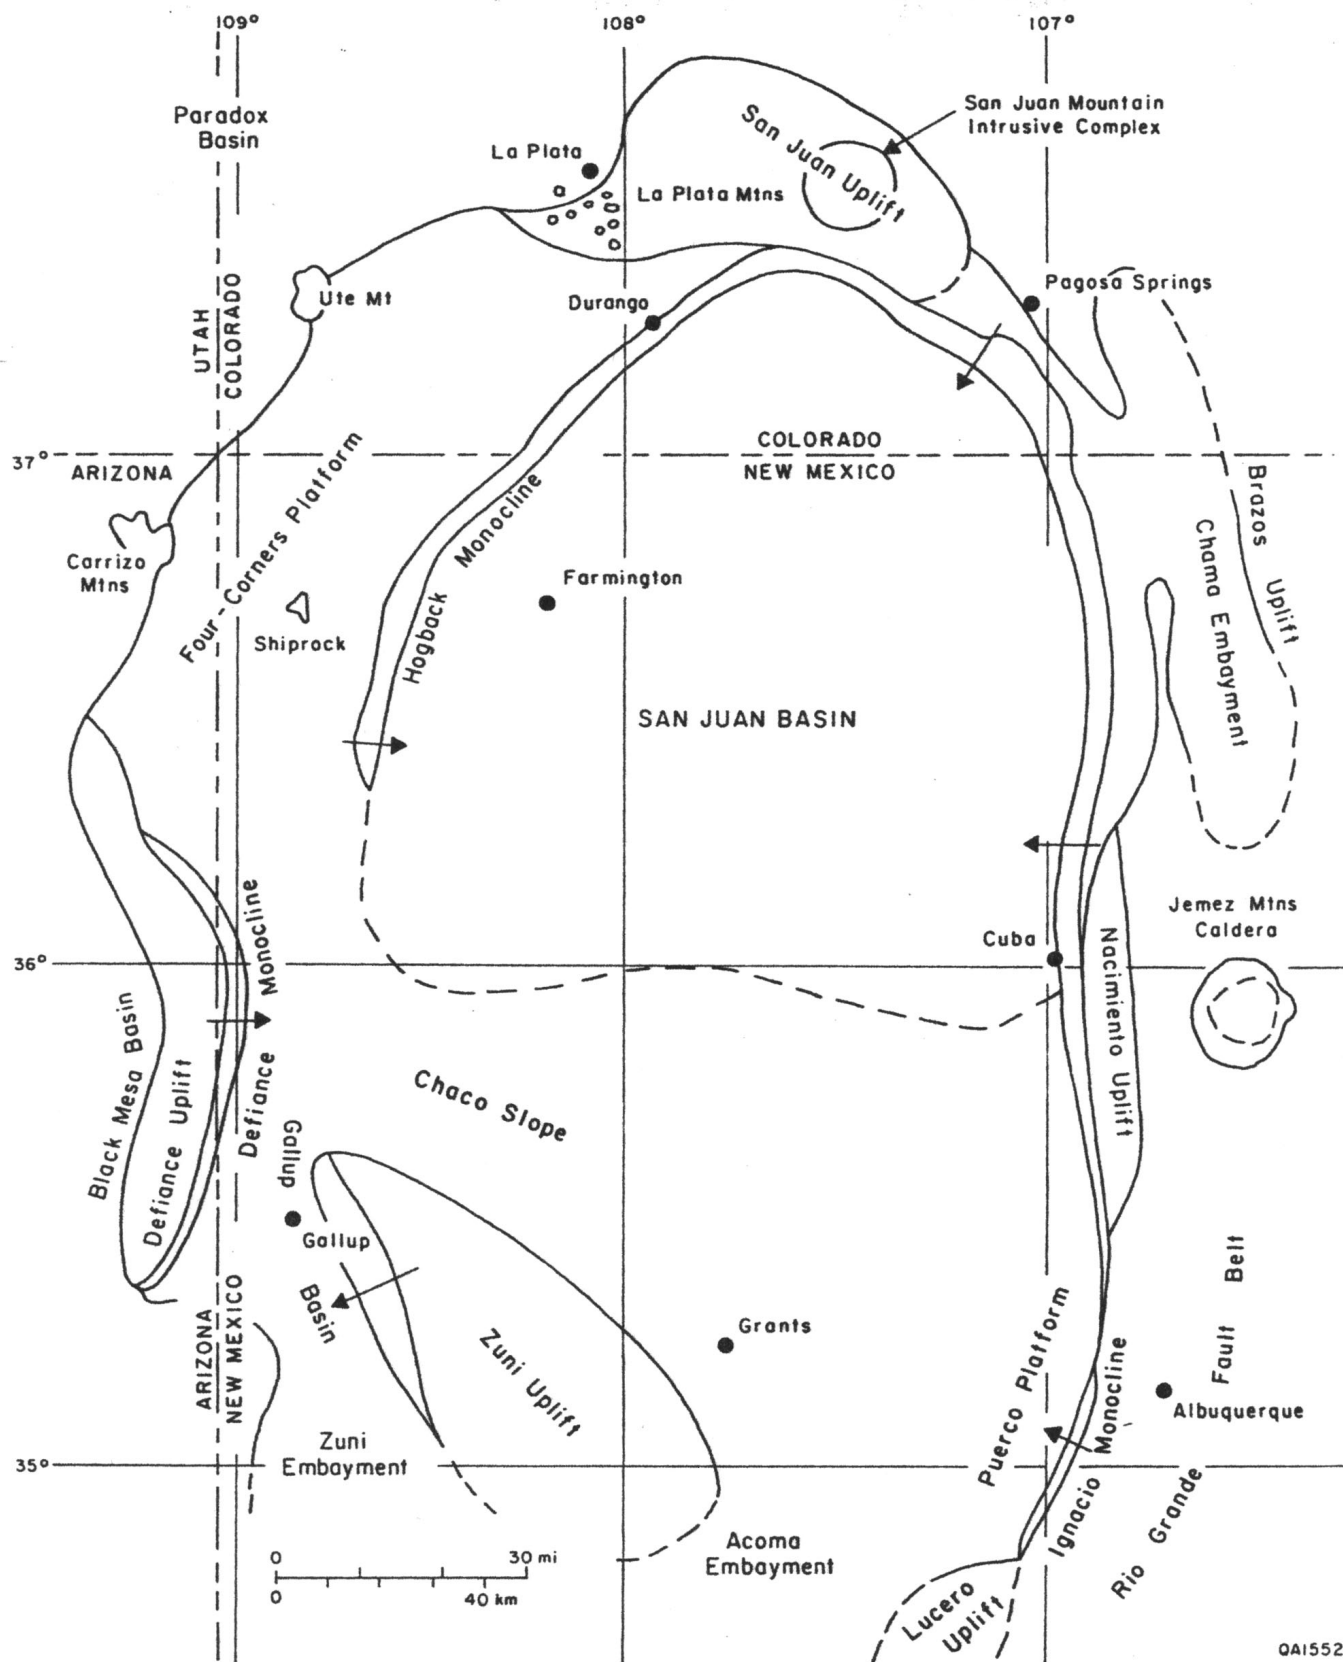 109°
108°
107°
Paradox
Basin
San Juan Mountain
Intrusive Complex
La Plata
San Juan Uplift
La Plata Mtns
Ute Mt
Durango
Pagosa Springs
UTAH
COLORADO
37°
ARIZONA
COLORADO
NEW MEXICO
Four-Corners Platform
Hogback Monocline
Brazos Uplift
Chama Embayment
Carrizo
Mtns
Shiprock
Farmington
SAN JUAN BASIN
Jemez Mtns
Caldera
Cuba
36°
Nacimiento Uplift
Black Mesa Basin
Defiance Uplift
Defiance Monocline
Chaco Slope
Gallup
Basin
Gallup
Zuni Uplift
Grants
ARIZONA
NEW MEXICO
Puerco Platform
Ignacio Monocline
Rio Grande Fault Belt
Albuquerque
35°
Zuni
Embayment
Acoma
Embayment
Lucero
Uplift
0 30 mi
0 40 km
QA1552